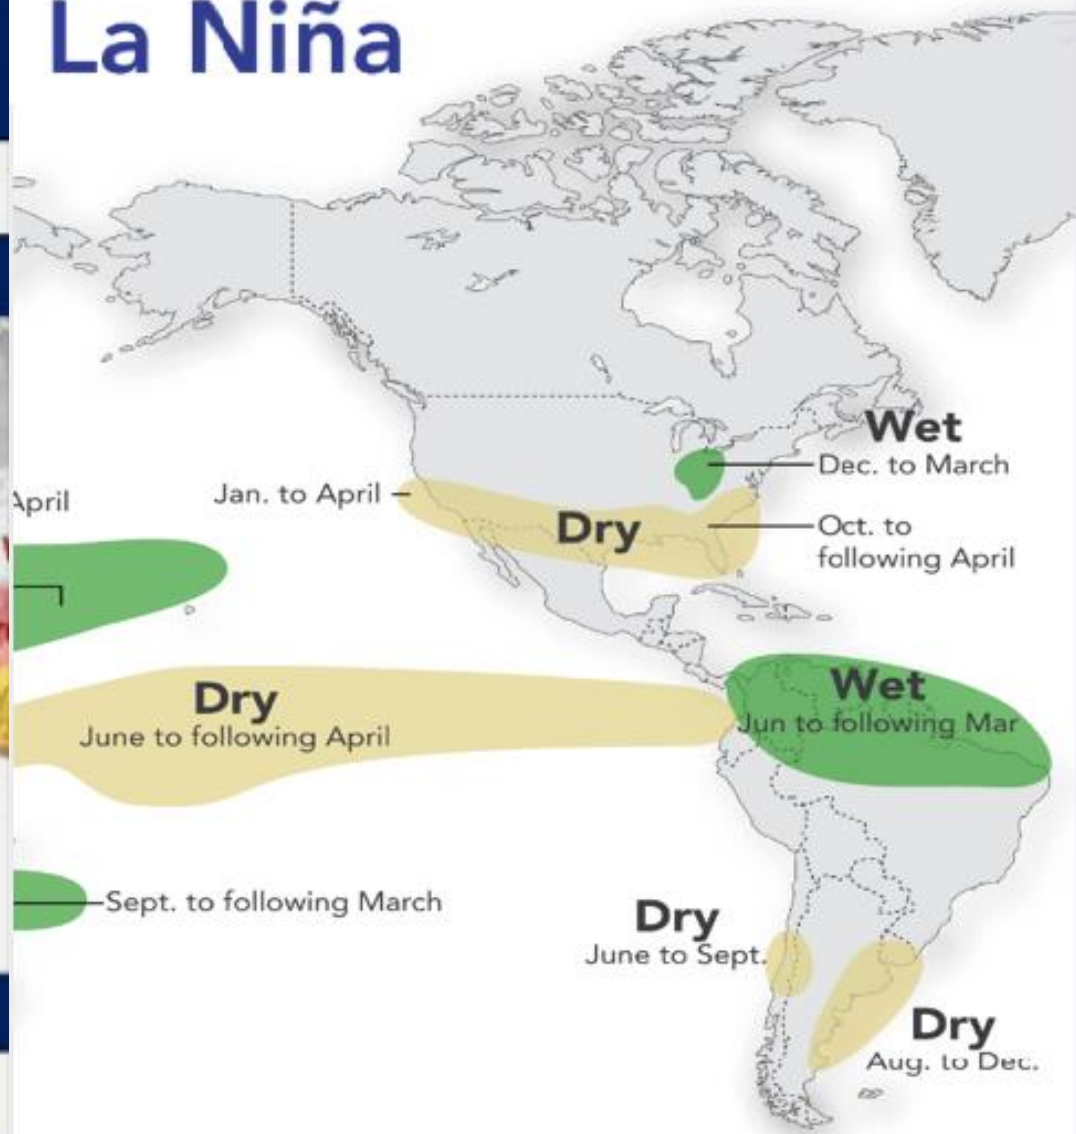 La Niña
Wet
Dec. to March
April
Jan. to April
Dry
Oct. to
following April
Wet
Jun to following Mar
Dry
June to following April
Sept. to following March
Dry
June to Sept.
Dry
Aug. to Dec.